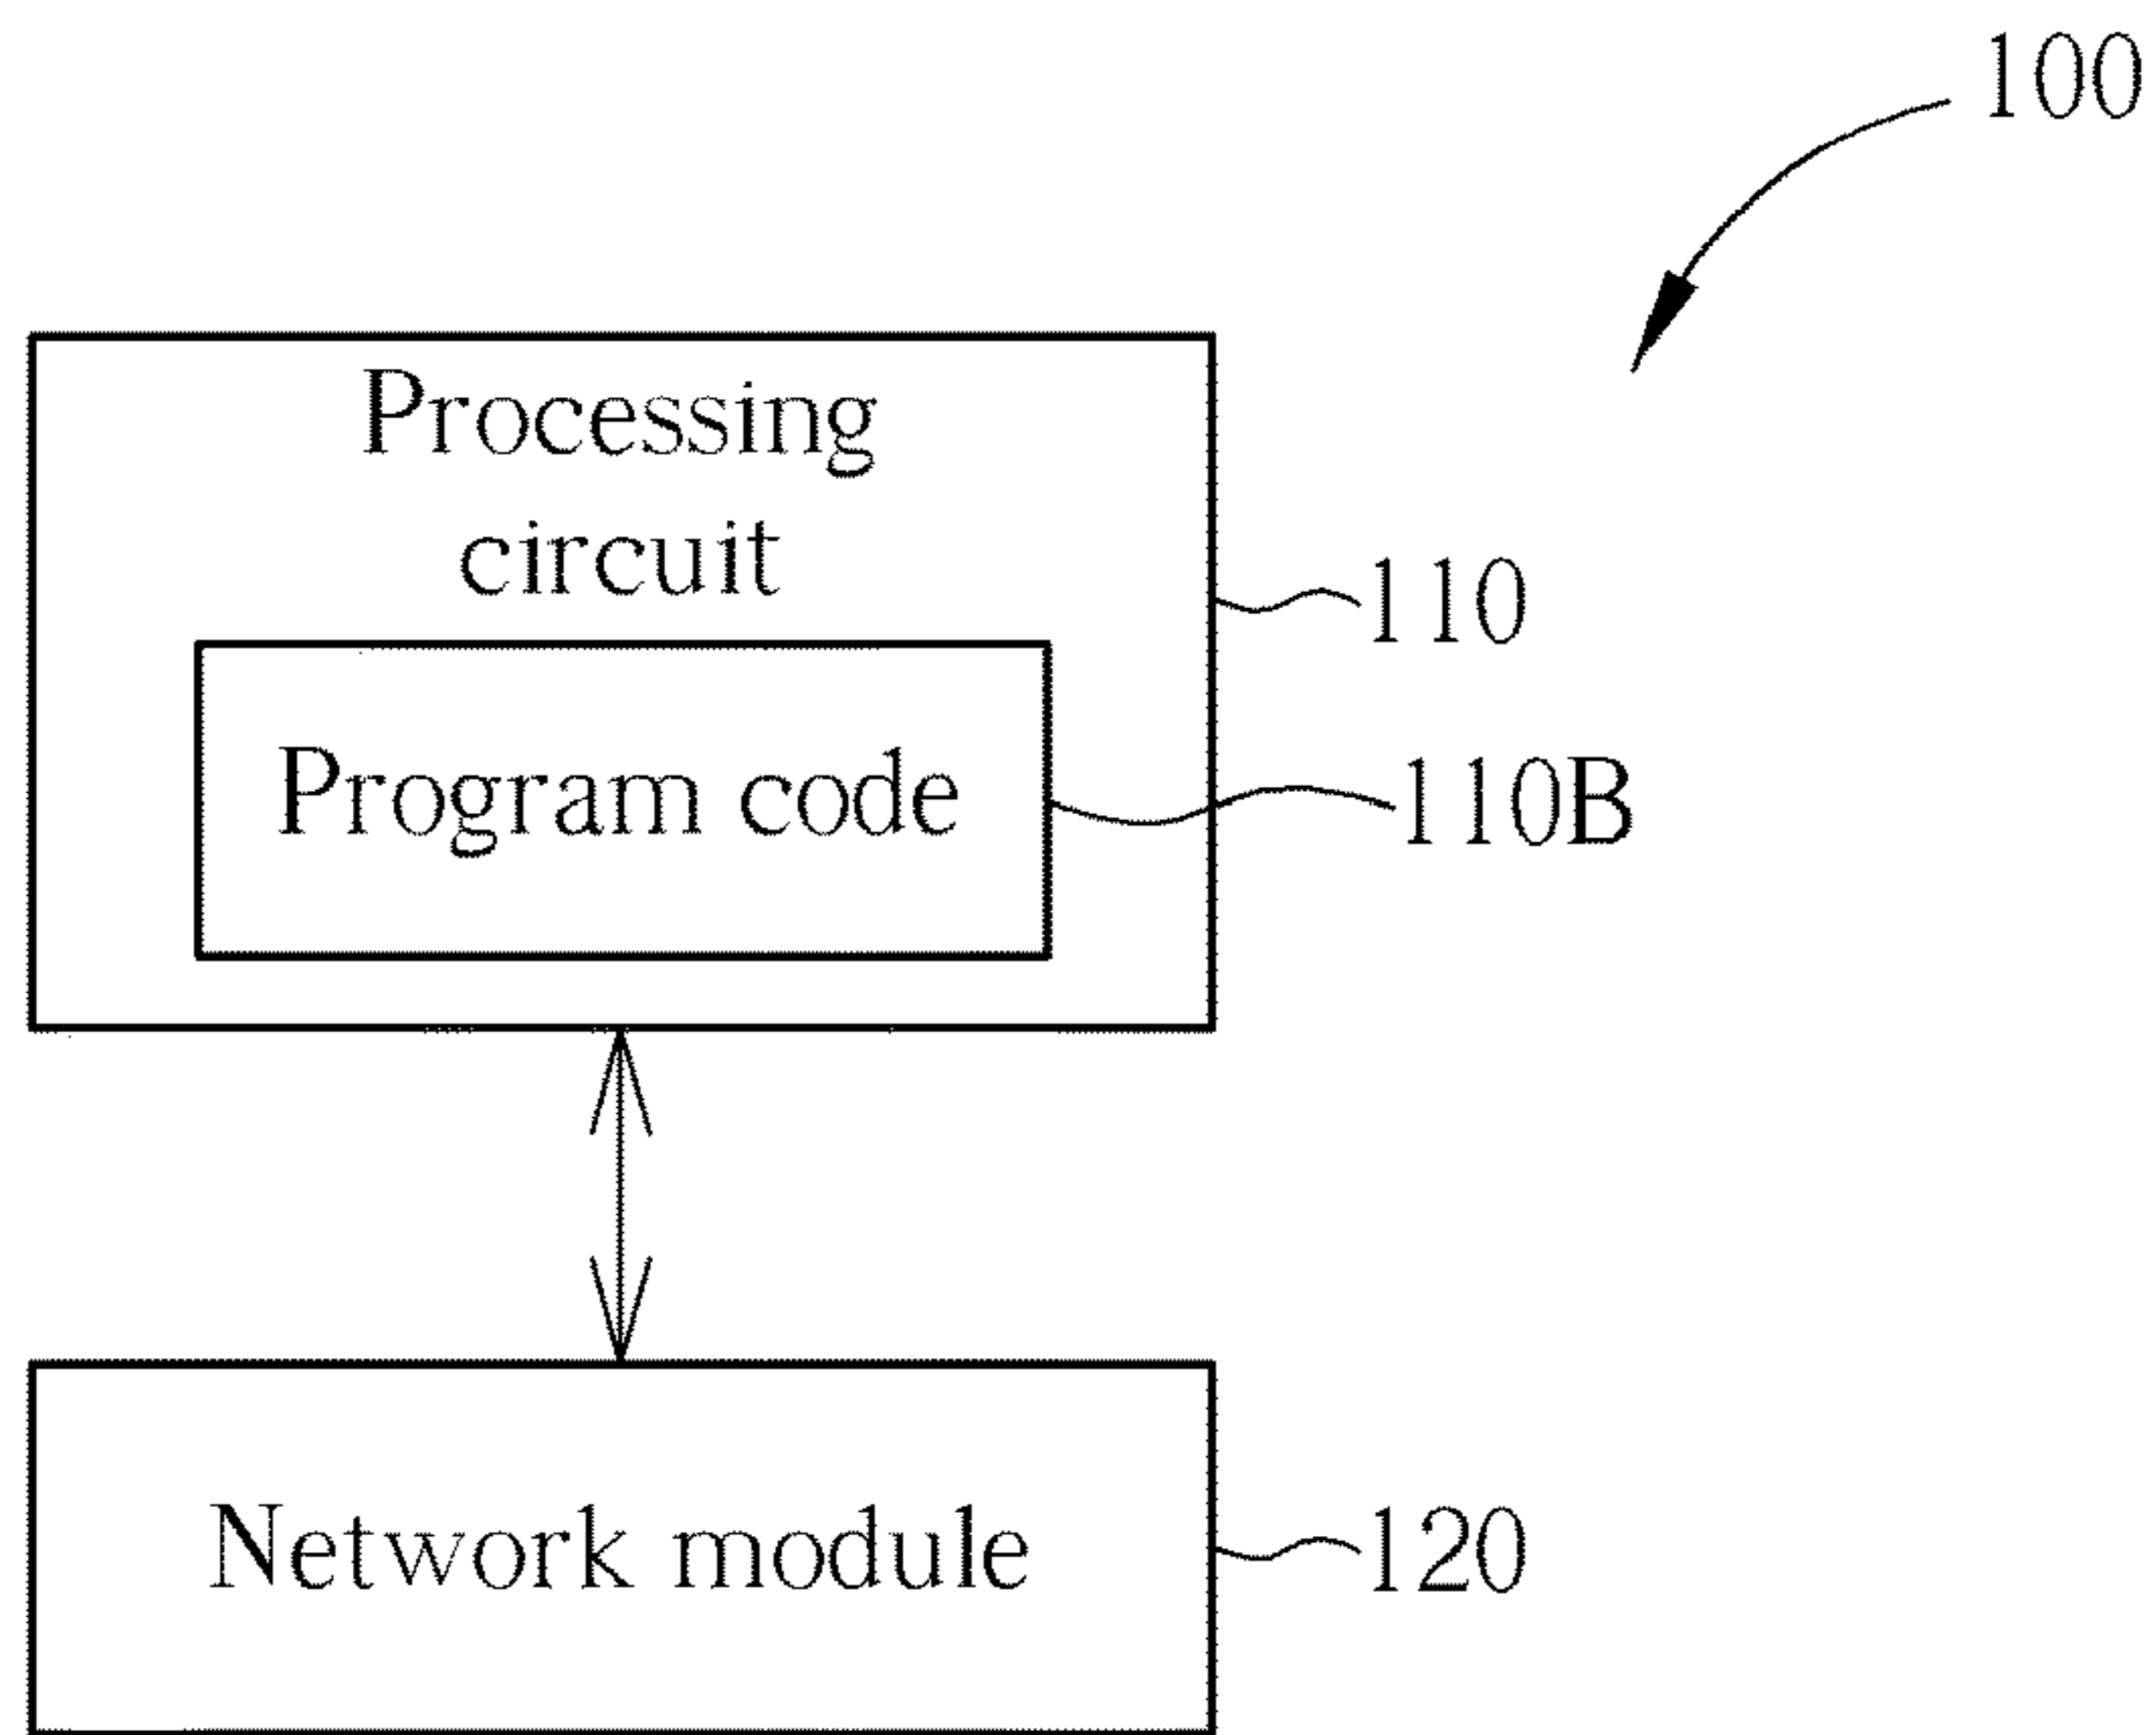 100
Processing
circuit
110
Program code
110B
Network module
120